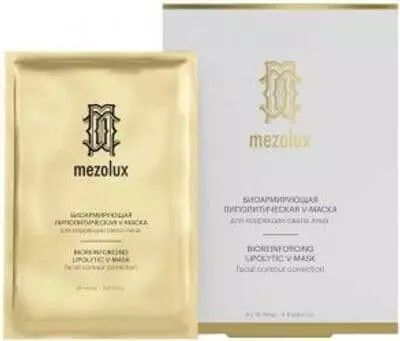 mezolux
БИОАРМИРУЮЩАЯ
ЛИПОЛИТИЧЕСКАЯ V-МАСКА
для коррекции овала лица
BIOREINFORCING
LIPOLYTIC V-MASK
facial contour correction
mezolux
БИОАРМИРУЮЩАЯ
ЛИПОЛИТИЧЕСКАЯ V-МАСКА
для коррекции овала лица
BIOREINFORCING
LIPOLYTIC V-MASK
facial contour correction